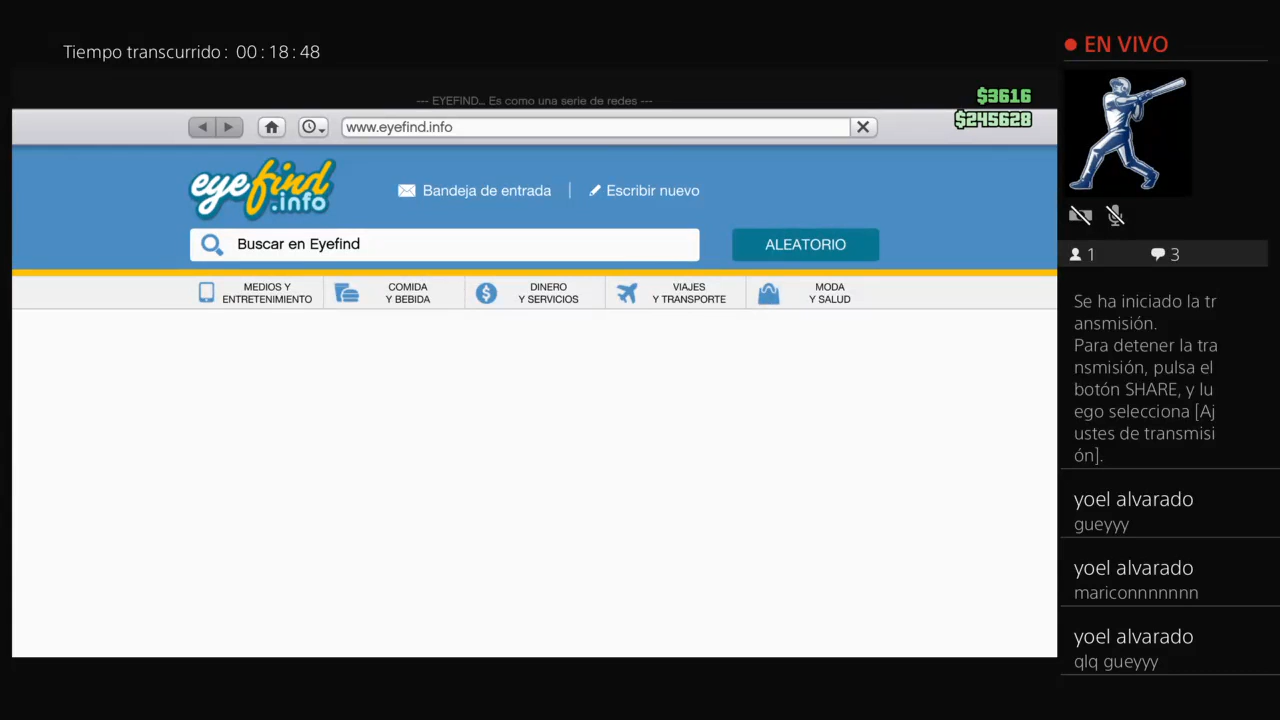 Tiempo transcurrido: 00:18:48
EN VIVO
--- EYEFIND... Es como una serie de redes ---
$3616
$245628
www.eyefind.info
eyefind
.info
Bandeja de entrada
Escribir nuevo
Buscar en Eyefind
ALEATORIO
MEDIOS Y
ENTRETENIMIENTO
COMIDA
Y BEBIDA
DINERO
Y SERVICIOS
VIAJES
Y TRANSPORTE
MODA
Y SALUD
1
3
Se ha iniciado la tr
ansmisión.
Para detener la tra
nsmisión, pulsa el
botón SHARE, y lu
ego selecciona [Aj
ustes de transmisi
ón].
yoel alvarado
gueyyy
yoel alvarado
mariconnnnnnn
yoel alvarado
qlq gueyyy